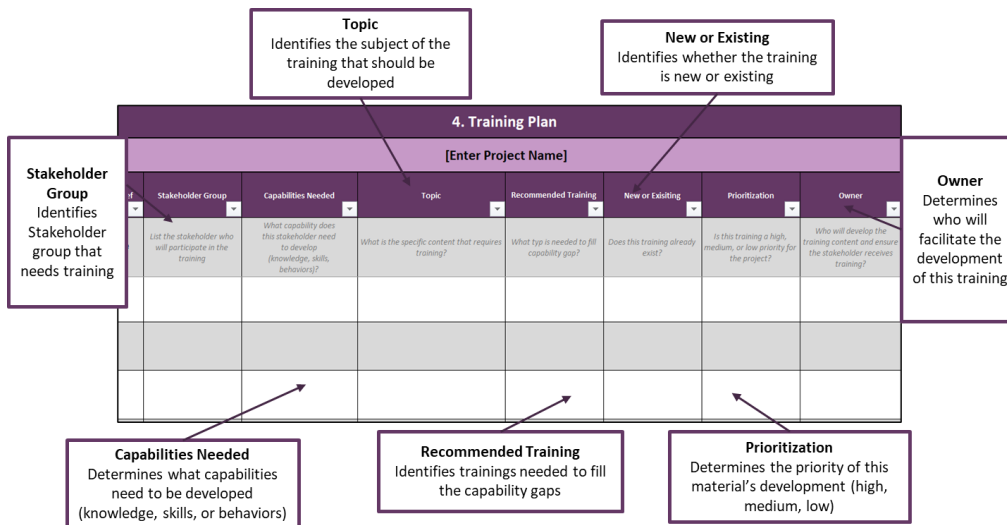 Topic
Identifies the subject of the
training that should be
developed
New or Existing
Identifies whether the training
is new or existing
Stakeholder
Group
Identifies
Stakeholder
group that
needs training
Owner
Determines
who will
facilitate the
development
of this training
4. Training Plan
[Enter Project Name]
Stakeholder Group
Capabilities Needed
Topic
Recommended Training
New or Exisiting
Prioritization
Owner
List the stakeholder who
will participate in the
training
What capability does
this stakeholder need
to develop
(knowledge, skills,
behaviors)?
What is the specific content that requires
training?
What typ is needed to fill
capability gap?
Does this training already
exist?
Is this training a high,
medium, or low priority for
the project?
Who will develop the
training content and ensure
the stakeholder receives
training?
Capabilities Needed
Determines what capabilities
need to be developed
(knowledge, skills, or behaviors)
Recommended Training
Identifies trainings needed to fill
the capability gaps
Prioritization
Determines the priority of this
material's development (high,
medium, low)